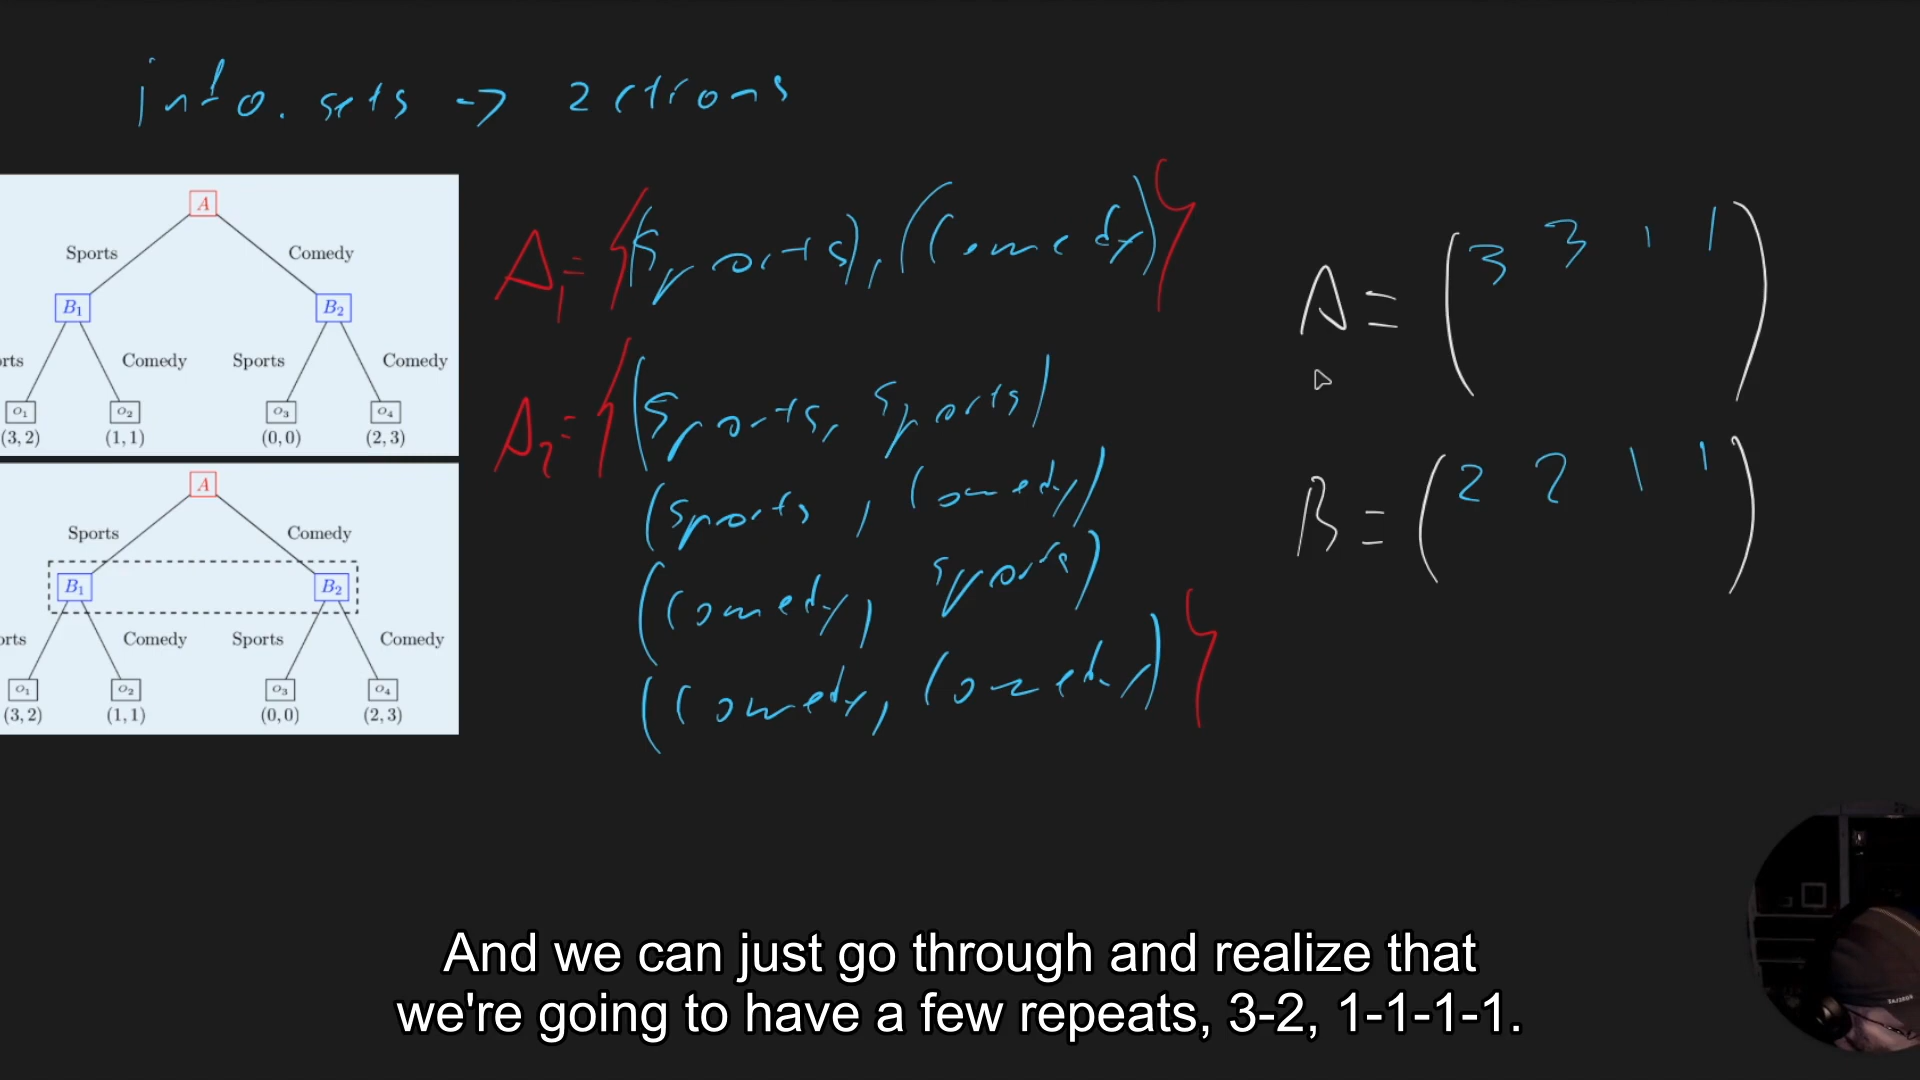 info. sets -> actions
A
Sports Comedy
B1 B2
rts Comedy Sports Comedy
o1 o2 o3 o4
(3, 2) (1, 1) (0, 0) (2, 3)
A
Sports Comedy
B1 B2
orts Comedy Sports Comedy
o1 o2 o3 o4
(3, 2) (1, 1) (0, 0) (2, 3)
A1 = {(Sports), (Comedy)}
A2 = {(Sports, Sports)
(Sports, Comedy)
(Comedy, Sports)
(Comedy, Comedy)}
A = (3 3 1 1)
B = (2 2 1 1)
And we can just go through and realize that
we're going to have a few repeats, 3-2, 1-1-1-1.